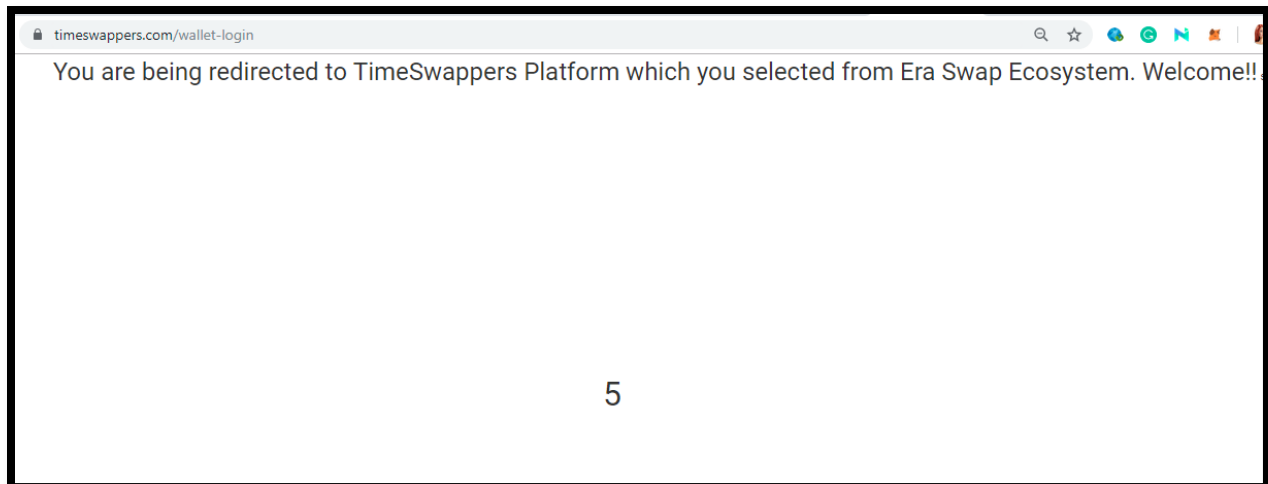 timeswappers.com/wallet-login
You are being redirected to TimeSwappers Platform which you selected from Era Swap Ecosystem. Welcome!!
5